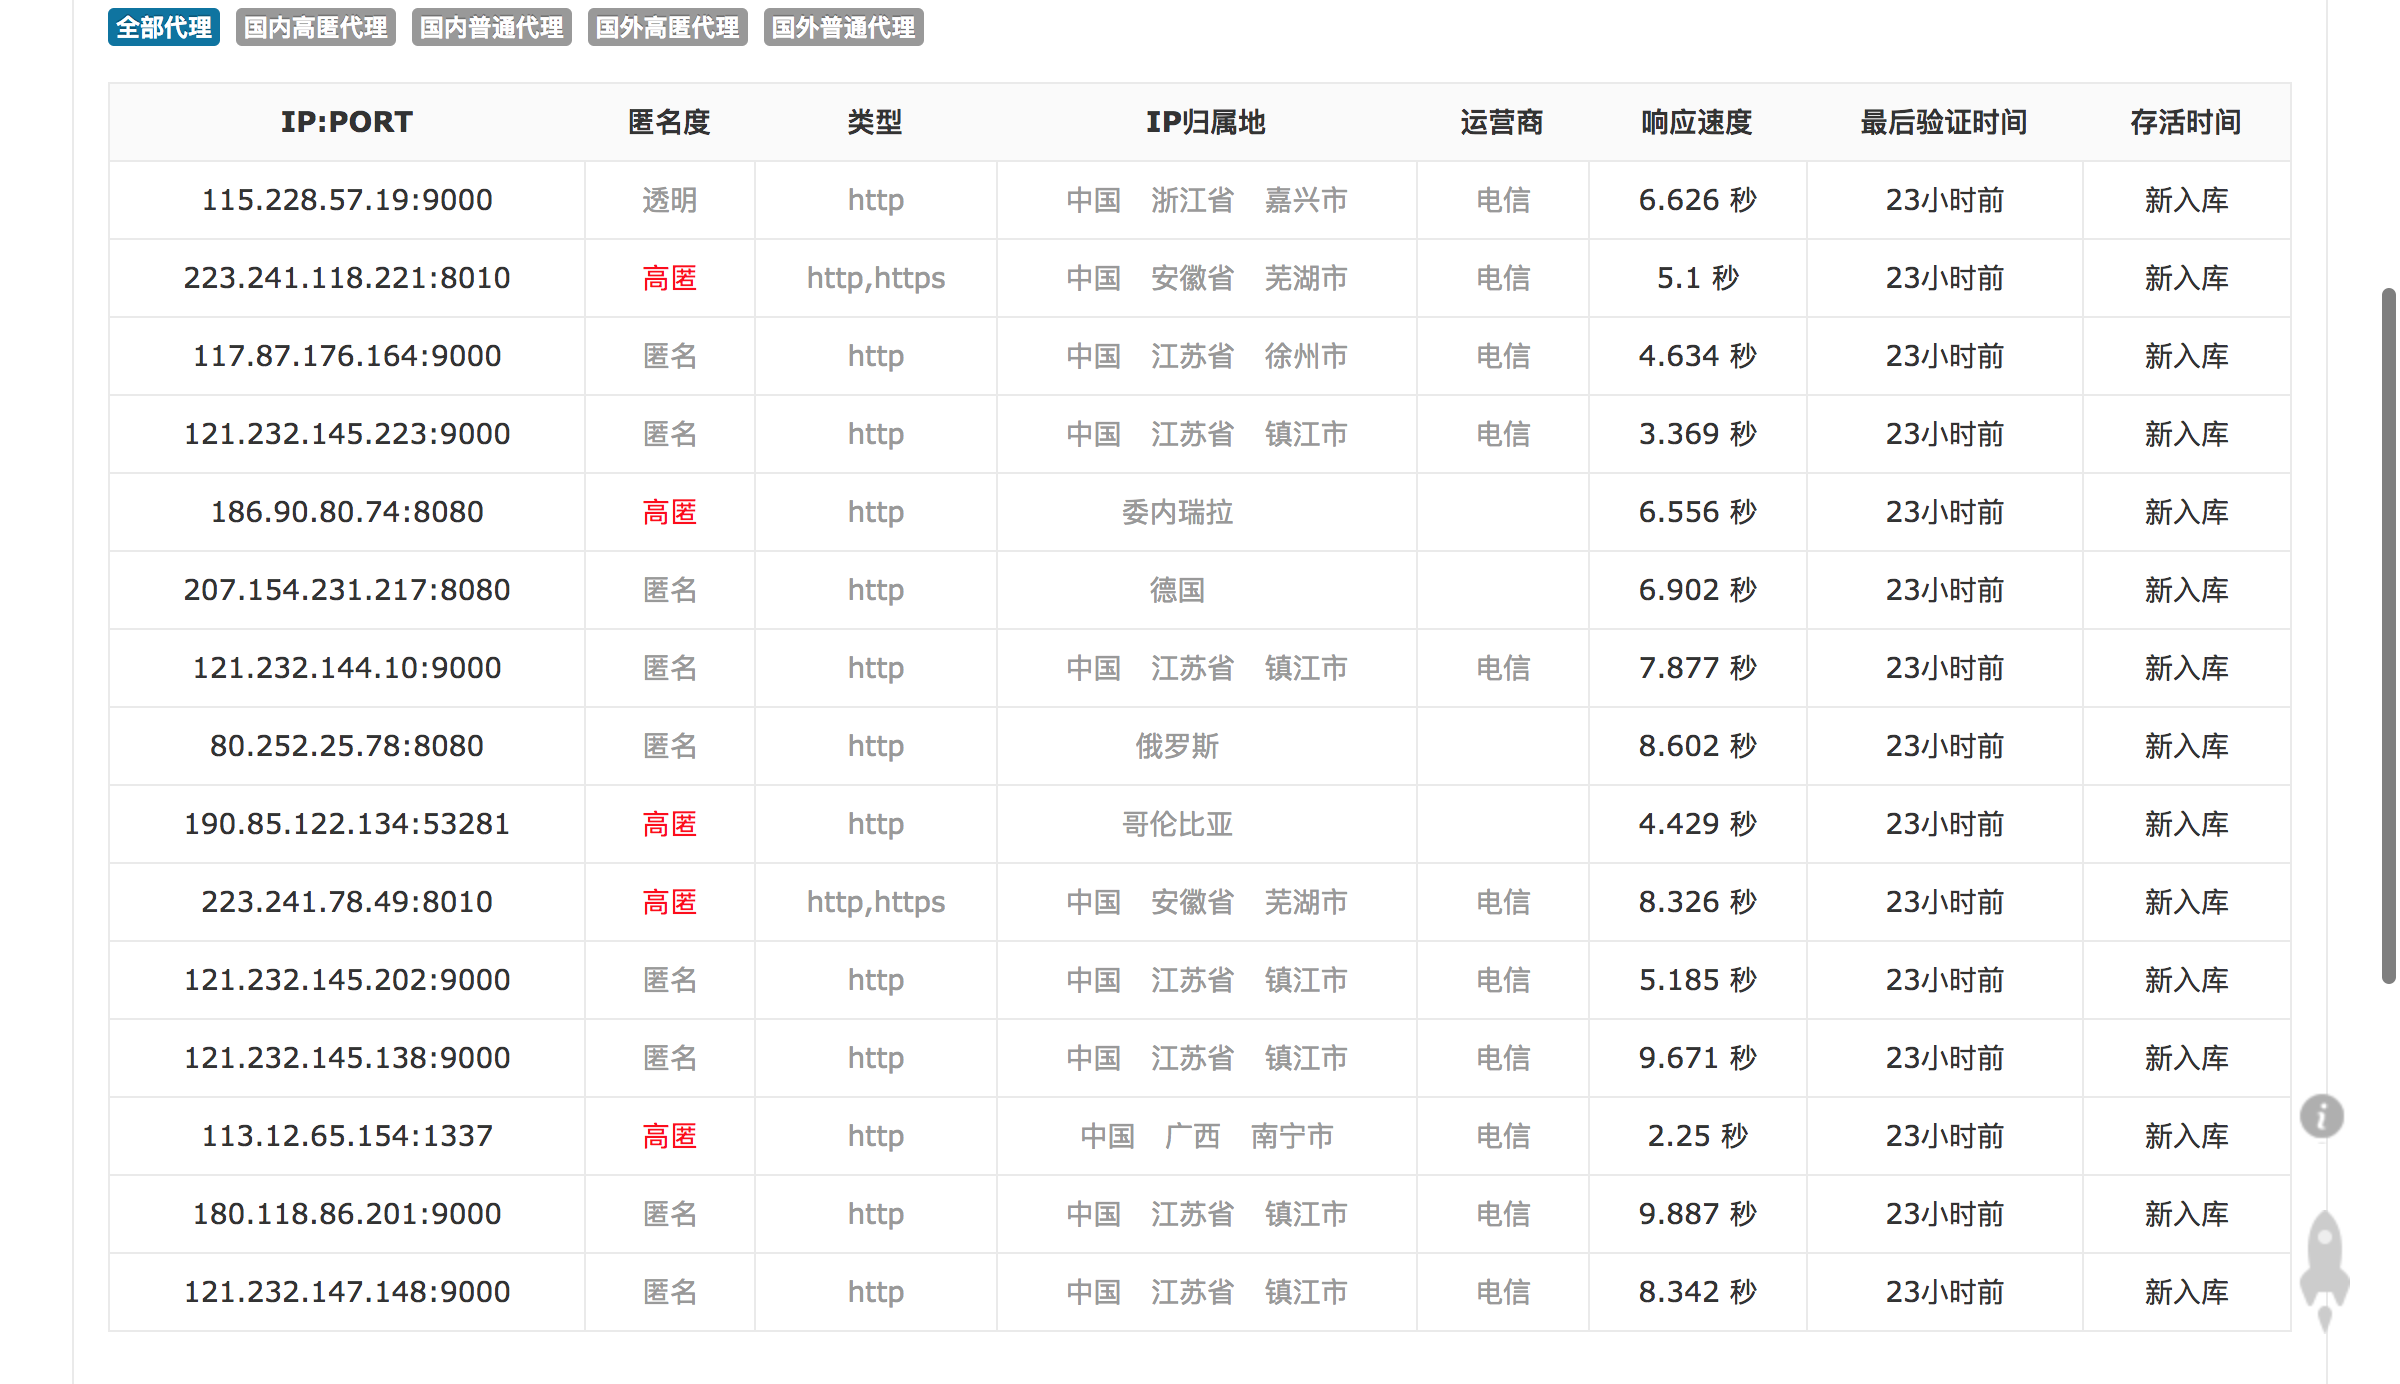 全部代理 国内高匿代理 国内普通代理 国外高匿代理 国外普通代理
IP:PORT 匿名度 类型 IP归属地 运营商 响应速度 最后验证时间 存活时间
115.228.57.19:9000 透明 http 中国 浙江省 嘉兴市 电信 6.626 秒 23小时前 新入库
223.241.118.221:8010 高匿 http,https 中国 安徽省 芜湖市 电信 5.1 秒 23小时前 新入库
117.87.176.164:9000 匿名 http 中国 江苏省 徐州市 电信 4.634 秒 23小时前 新入库
121.232.145.223:9000 匿名 http 中国 江苏省 镇江市 电信 3.369 秒 23小时前 新入库
186.90.80.74:8080 高匿 http 委内瑞拉 6.556 秒 23小时前 新入库
207.154.231.217:8080 匿名 http 德国 6.902 秒 23小时前 新入库
121.232.144.10:9000 匿名 http 中国 江苏省 镇江市 电信 7.877 秒 23小时前 新入库
80.252.25.78:8080 匿名 http 俄罗斯 8.602 秒 23小时前 新入库
190.85.122.134:53281 高匿 http 哥伦比亚 4.429 秒 23小时前 新入库
223.241.78.49:8010 高匿 http,https 中国 安徽省 芜湖市 电信 8.326 秒 23小时前 新入库
121.232.145.202:9000 匿名 http 中国 江苏省 镇江市 电信 5.185 秒 23小时前 新入库
121.232.145.138:9000 匿名 http 中国 江苏省 镇江市 电信 9.671 秒 23小时前 新入库
113.12.65.154:1337 高匿 http 中国 广西 南宁市 电信 2.25 秒 23小时前 新入库
180.118.86.201:9000 匿名 http 中国 江苏省 镇江市 电信 9.887 秒 23小时前 新入库
121.232.147.148:9000 匿名 http 中国 江苏省 镇江市 电信 8.342 秒 23小时前 新入库